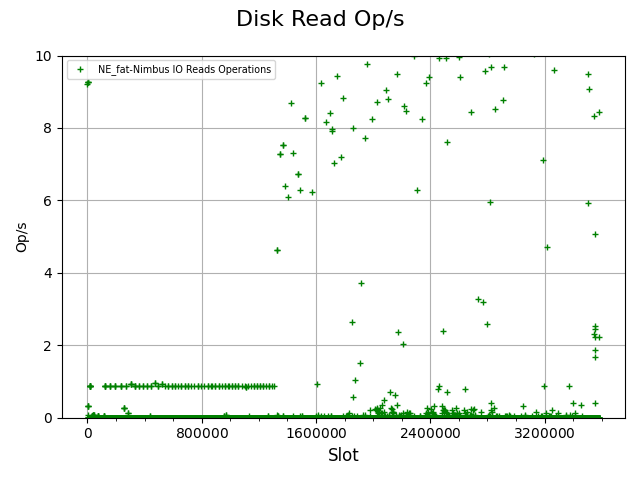 Disk Read Op/s
NE_fat-Nimbus IO Reads Operations
10
8
6
4
2
0
Op/s
0 800000 1600000 2400000 3200000
Slot